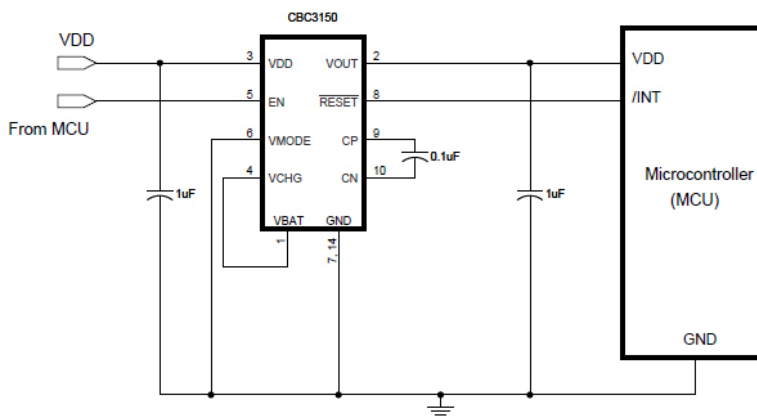 CBC3150
VDD
3
VDD
VOUT
2
VDD
From MCU
5
EN
RESET
8
/INT
6
VMODE
CP
9
0.1uF
4
VCHG
CN
10
1uF
VBAT
GND
1
7, 14
1uF
Microcontroller
(MCU)
GND